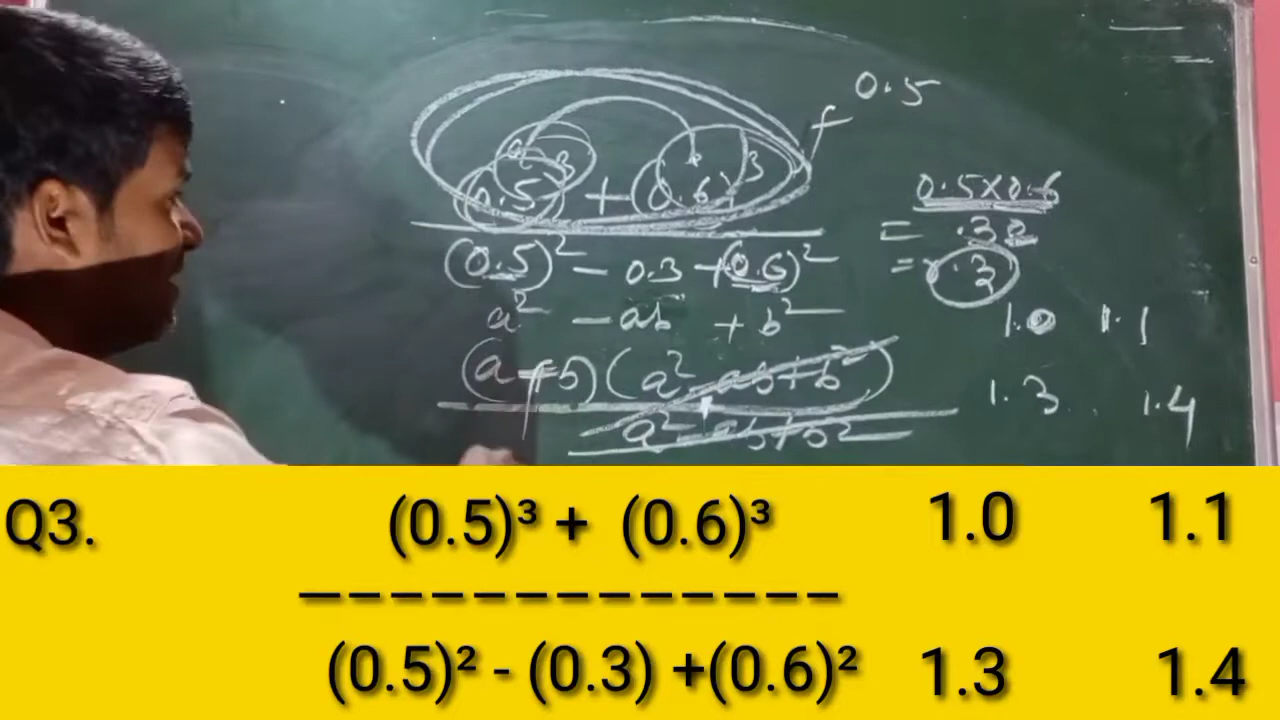 0.5
a 3
(0.5) + (0.6)³
0.5×0.6
= .30
(0.5)² - 0.3 + (0.6)²
= .3
a² - ab + b²
1.0 1.1
(a + b) (a² - ab + b²)
1.3 1.4
a² - ab + b²
Q3. (0.5)³ + (0.6)³ 1.0 1.1
—————————————
(0.5)² - (0.3) +(0.6)² 1.3 1.4